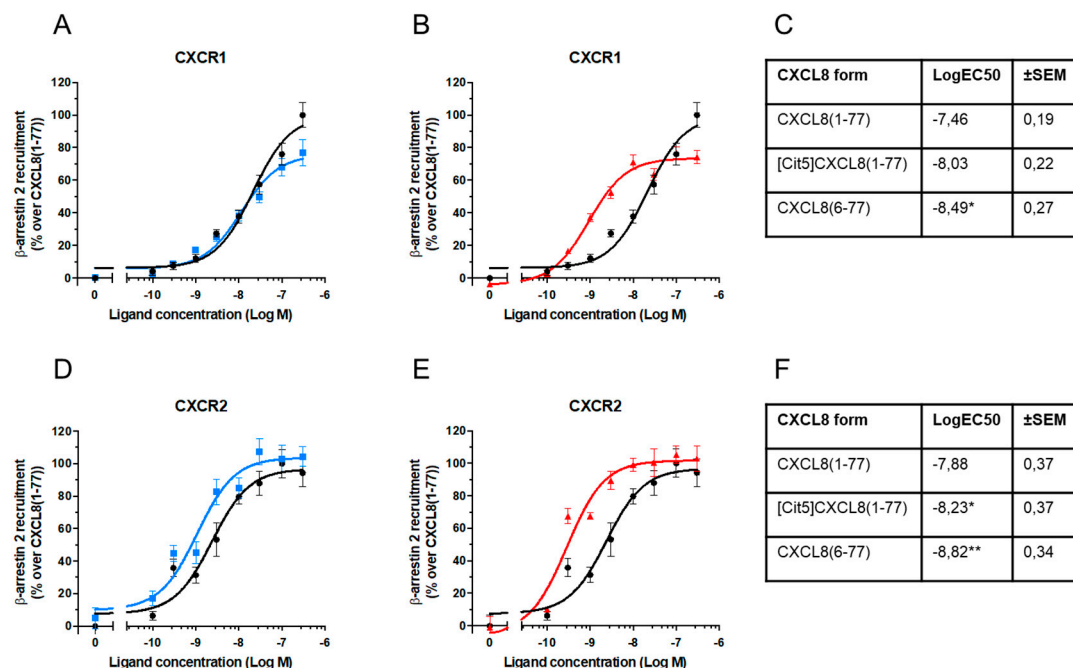 A
CXCR1
β-arrestin 2 recruitment
(% over CXCL8(1-77))
120
100
80
60
40
20
0
0 -10 -9 -8 -7 -6
Ligand concentration (Log M)
B
CXCR1
β-arrestin 2 recruitment
(% over CXCL8(1-77))
120
100
80
60
40
20
0
0 -10 -9 -8 -7 -6
Ligand concentration (Log M)
C
CXCL8 form LogEC50 ±SEM
CXCL8(1-77) -7,46 0,19
[Cit5]CXCL8(1-77) -8,03 0,22
CXCL8(6-77) -8,49* 0,27
D
CXCR2
β-arrestin 2 recruitment
(% over CXCL8(1-77))
120
100
80
60
40
20
0
0 -10 -9 -8 -7 -6
Ligand concentration (Log M)
E
CXCR2
β-arrestin 2 recruitment
(% over CXCL8(1-77))
120
100
80
60
40
20
0
0 -10 -9 -8 -7 -6
Ligand concentration (Log M)
F
CXCL8 form LogEC50 ±SEM
CXCL8(1-77) -7,88 0,37
[Cit5]CXCL8(1-77) -8,23* 0,37
CXCL8(6-77) -8,82** 0,34